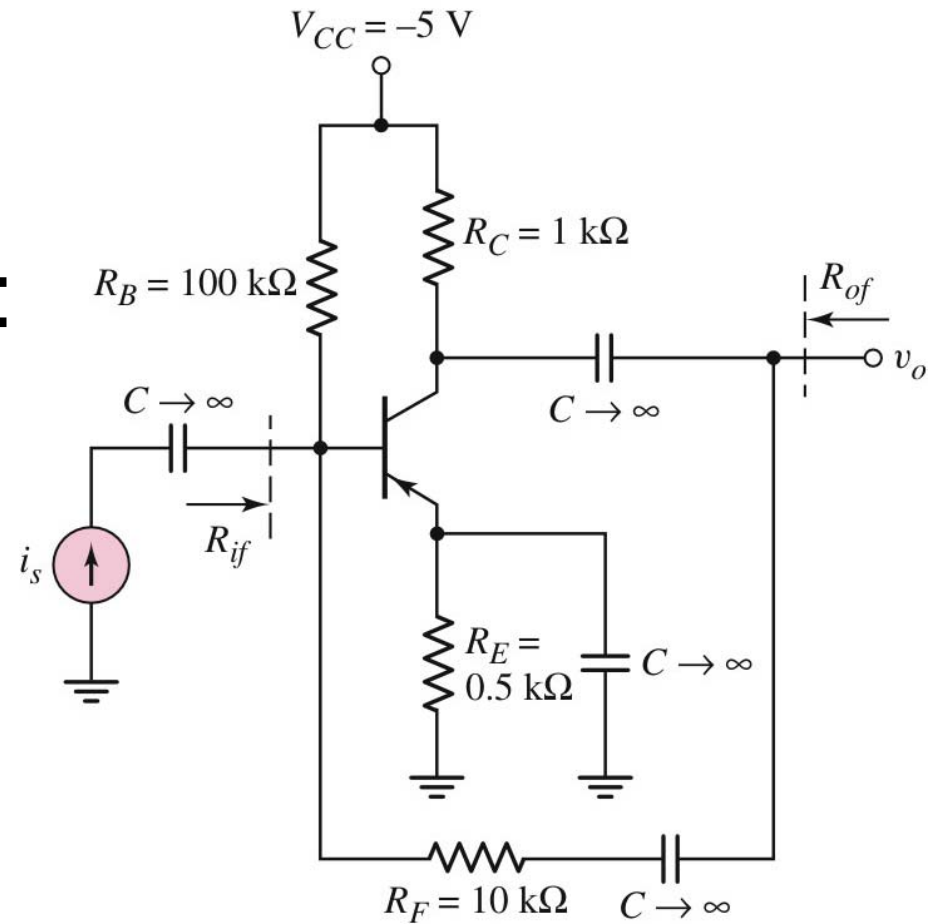 V_CC = –5 V
R_C = 1 kΩ
R_B = 100 kΩ
R_of
v_o
C → ∞
C → ∞
R_if
i_s
R_E =
0.5 kΩ
C → ∞
R_F = 10 kΩ
C → ∞